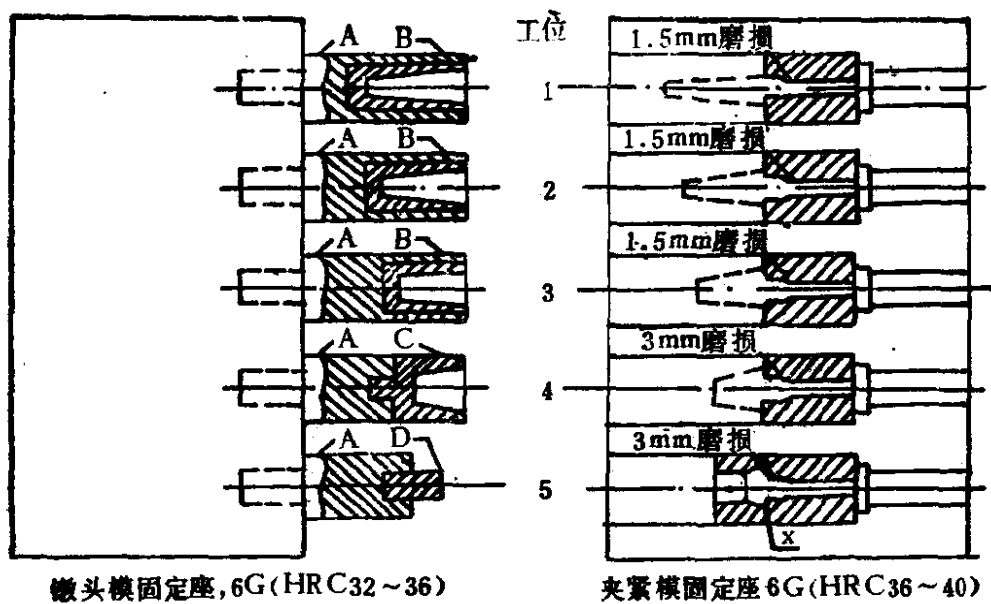 工位
A B
1
1.5mm磨损
A B
2
1.5mm磨损
A B
3
1.5mm磨损
A C
4
3mm磨损
A D
5
3mm磨损
x
镦头模固定座,6G(HRC32～36)
夹紧模固定座6G(HRC36～40)